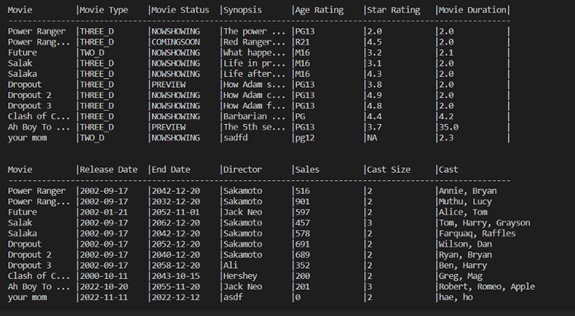 Movie |Movie Type |Movie Status |Synopsis |Age Rating |Star Rating |Movie Duration|
Power Ranger |THREE_D |NOWSHOWING |The power ... |PG13 |2.0 |2.0 |
Power Rang... |THREE_D |COMINGSOON |Red Ranger... |R21 |4.5 |2.0 |
Future |TWO_D |NOWSHOWING |What happe... |M16 |3.2 |2.1 |
Salak |THREE_D |NOWSHOWING |Life in pr... |M16 |3.1 |2.0 |
Salaka |THREE_D |NOWSHOWING |Life after... |M16 |4.3 |2.0 |
Dropout |THREE_D |PREVIEW |How Adam s... |PG13 |3.8 |2.0 |
Dropout 2 |THREE_D |NOWSHOWING |How Adam c... |PG13 |4.9 |2.0 |
Dropout 3 |THREE_D |NOWSHOWING |How Adam f... |PG13 |4.8 |2.0 |
Clash of C... |THREE_D |NOWSHOWING |Barbarian ... |PG |4.4 |4.2 |
Ah Boy To ... |THREE_D |PREVIEW |The 5th se... |PG13 |3.7 |35.0 |
your mom |TWO_D |NOWSHOWING |sadfd |pg12 |NA |2.3 |
Movie |Release Date |End Date |Director |Sales |Cast Size |Cast
Power Ranger |2002-09-17 |2042-12-20 |Sakamoto |516 |2 |Annie, Bryan
Power Rang... |2002-09-17 |2032-12-20 |Sakamoto |901 |2 |Muthu, Lucy
Future |2002-01-21 |2052-11-01 |Jack Neo |597 |2 |Alice, Tom
Salak |2002-09-17 |2062-12-20 |Sakamoto |457 |3 |Tom, Harry, Grayson
Salaka |2002-09-17 |2042-12-20 |Sakamoto |578 |2 |Farquaq, Raffles
Dropout |2002-09-17 |2052-12-20 |Sakamoto |691 |2 |Wilson, Dan
Dropout 2 |2002-09-17 |2040-12-20 |Sakamoto |689 |2 |Ryan, Bryan
Dropout 3 |2002-09-17 |2058-12-20 |Ali |352 |2 |Ben, Harry
Clash of C... |2000-10-11 |2043-10-15 |Hershey |200 |2 |Greg, Mag
Ah Boy To ... |2022-10-20 |2055-11-20 |Jack Neo |201 |3 |Robert, Romeo, Apple
your mom |2022-11-11 |2022-12-12 |asdf |0 |2 |hae, ho